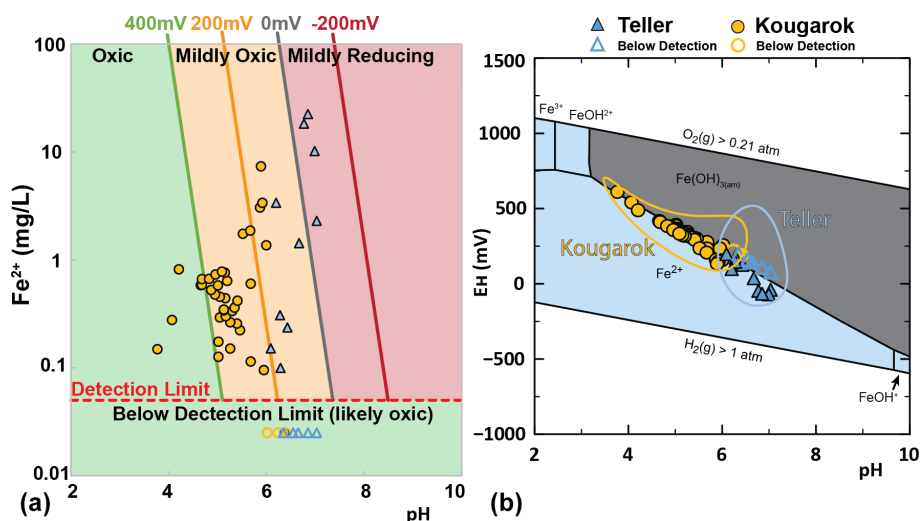 400mV 200mV 0mV -200mV
Oxic Mildly Oxic Mildly Reducing
100
10
1
0.1
0.01
Fe2+ (mg/L)
Detection Limit
Below Dectection Limit (likely oxic)
2 4 6 8 10
pH
(a)
Teller Kougarok
Below Detection Below Detection
1500
1000
500
0
−500
−1000
EH (mV)
Fe3+
FeOH2+
O2(g) > 0.21 atm
Fe(OH)3(am)
Teller
Kougarok
Fe2+
H2(g) > 1 atm
FeOH+
2 4 6 8 10
pH
(b)